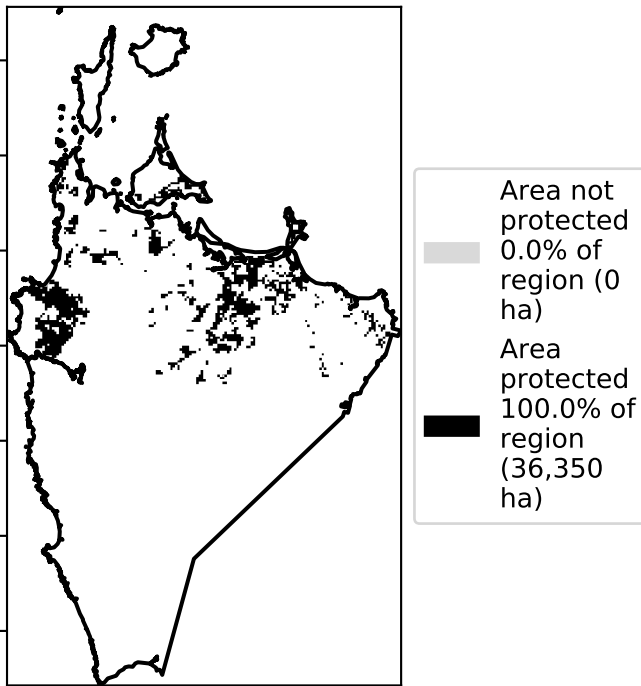 Area not
protected
0.0% of
region (0
ha)
Area
protected
100.0% of
region
(36,350
ha)